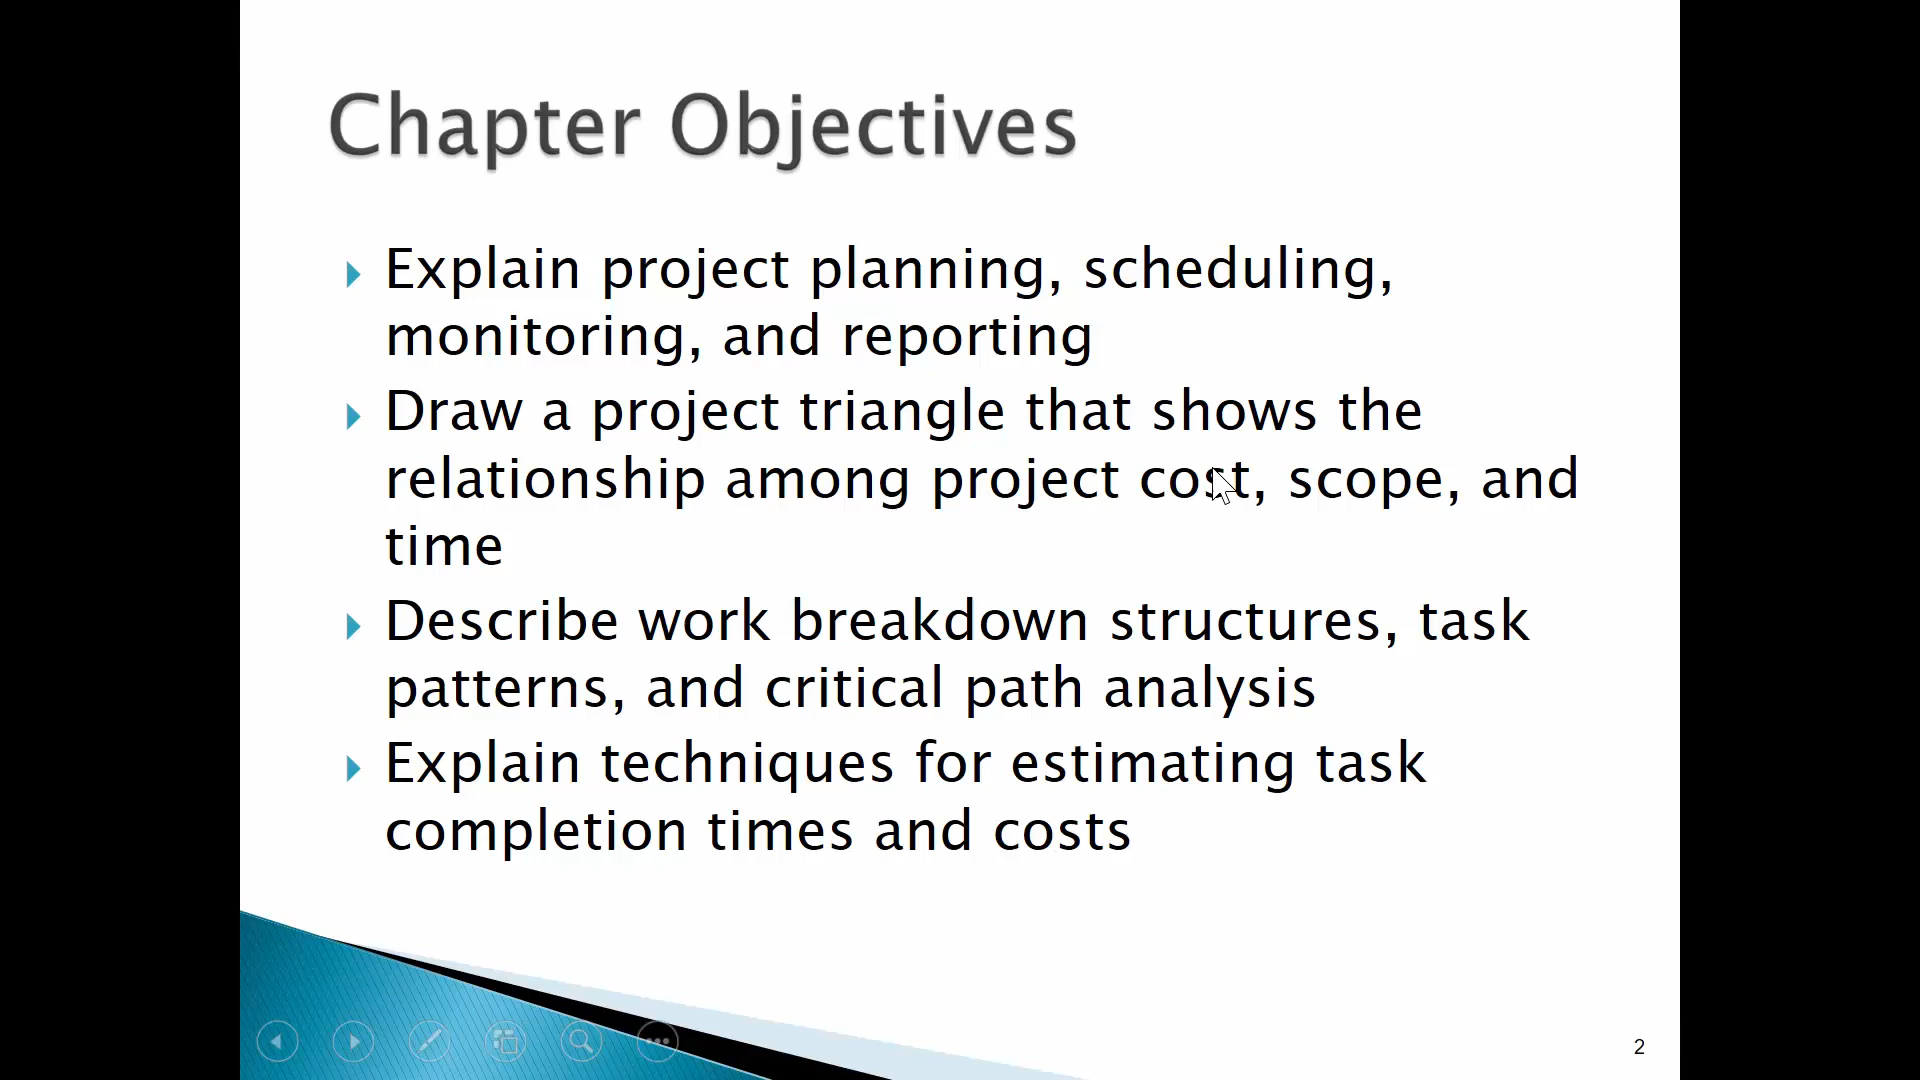 Chapter Objectives
Explain project planning, scheduling,
monitoring, and reporting
Draw a project triangle that shows the
relationship among project cost, scope, and
time
Describe work breakdown structures, task
patterns, and critical path analysis
Explain techniques for estimating task
completion times and costs
2